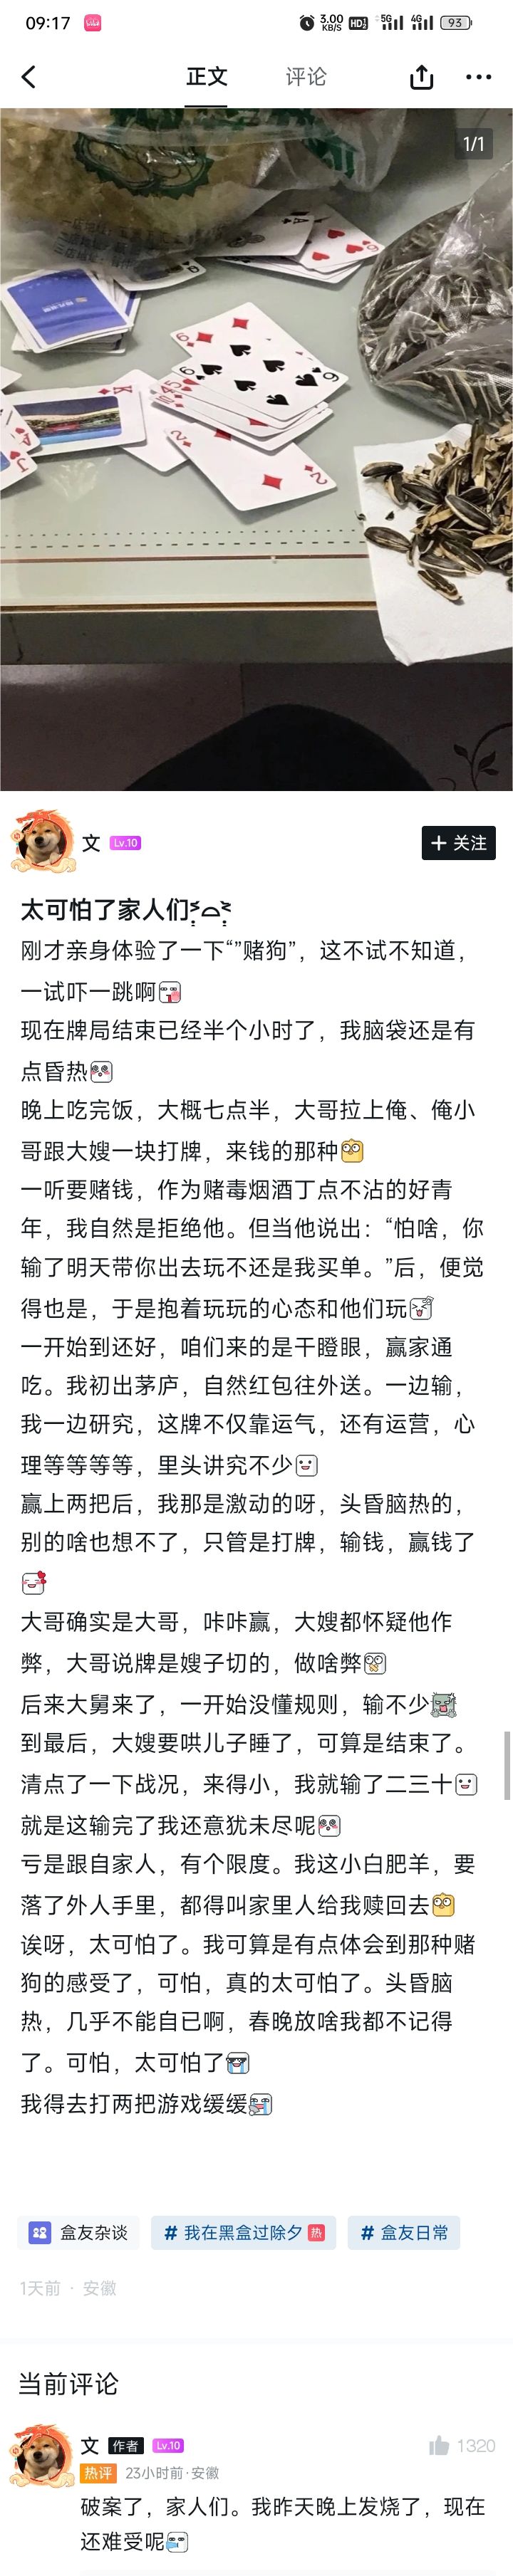 09:17
3.00 KB/S HD 5G 4G 93
正文 评论
1/1
文 Lv.10
+ 关注
太可怕了家人们
刚才亲身体验了一下“”赌狗”，这不试不知道，
一试吓一跳啊
现在牌局结束已经半个小时了，我脑袋还是有
点昏热
晚上吃完饭，大概七点半，大哥拉上俺、俺小
哥跟大嫂一块打牌，来钱的那种
一听要赌钱，作为赌毒烟酒丁点不沾的好青
年，我自然是拒绝他。但当他说出：“怕啥，你
输了明天带你出去玩不还是我买单。”后，便觉
得也是，于是抱着玩玩的心态和他们玩
一开始到还好，咱们来的是干瞪眼，赢家通
吃。我初出茅庐，自然红包往外送。一边输，
我一边研究，这牌不仅靠运气，还有运营，心
理等等等等，里头讲究不少
赢上两把后，我那是激动的呀，头昏脑热的，
别的啥也想不了，只管是打牌，输钱，赢钱了
大哥确实是大哥，咔咔赢，大嫂都怀疑他作
弊，大哥说牌是嫂子切的，做啥弊
后来大舅来了，一开始没懂规则，输不少
到最后，大嫂要哄儿子睡了，可算是结束了。
清点了一下战况，来得小，我就输了二三十
就是这输完了我还意犹未尽呢
亏是跟自家人，有个限度。我这小白肥羊，要
落了外人手里，都得叫家里人给我赎回去
诶呀，太可怕了。我可算是有点体会到那种赌
狗的感受了，可怕，真的太可怕了。头昏脑
热，几乎不能自已啊，春晚放啥我都不记得
了。可怕，太可怕了
我得去打两把游戏缓缓
盒友杂谈 # 我在黑盒过除夕 热 # 盒友日常
1天前 · 安徽
当前评论
文 作者 Lv.10 1320
热评 23小时前·安徽
破案了，家人们。我昨天晚上发烧了，现在
还难受呢